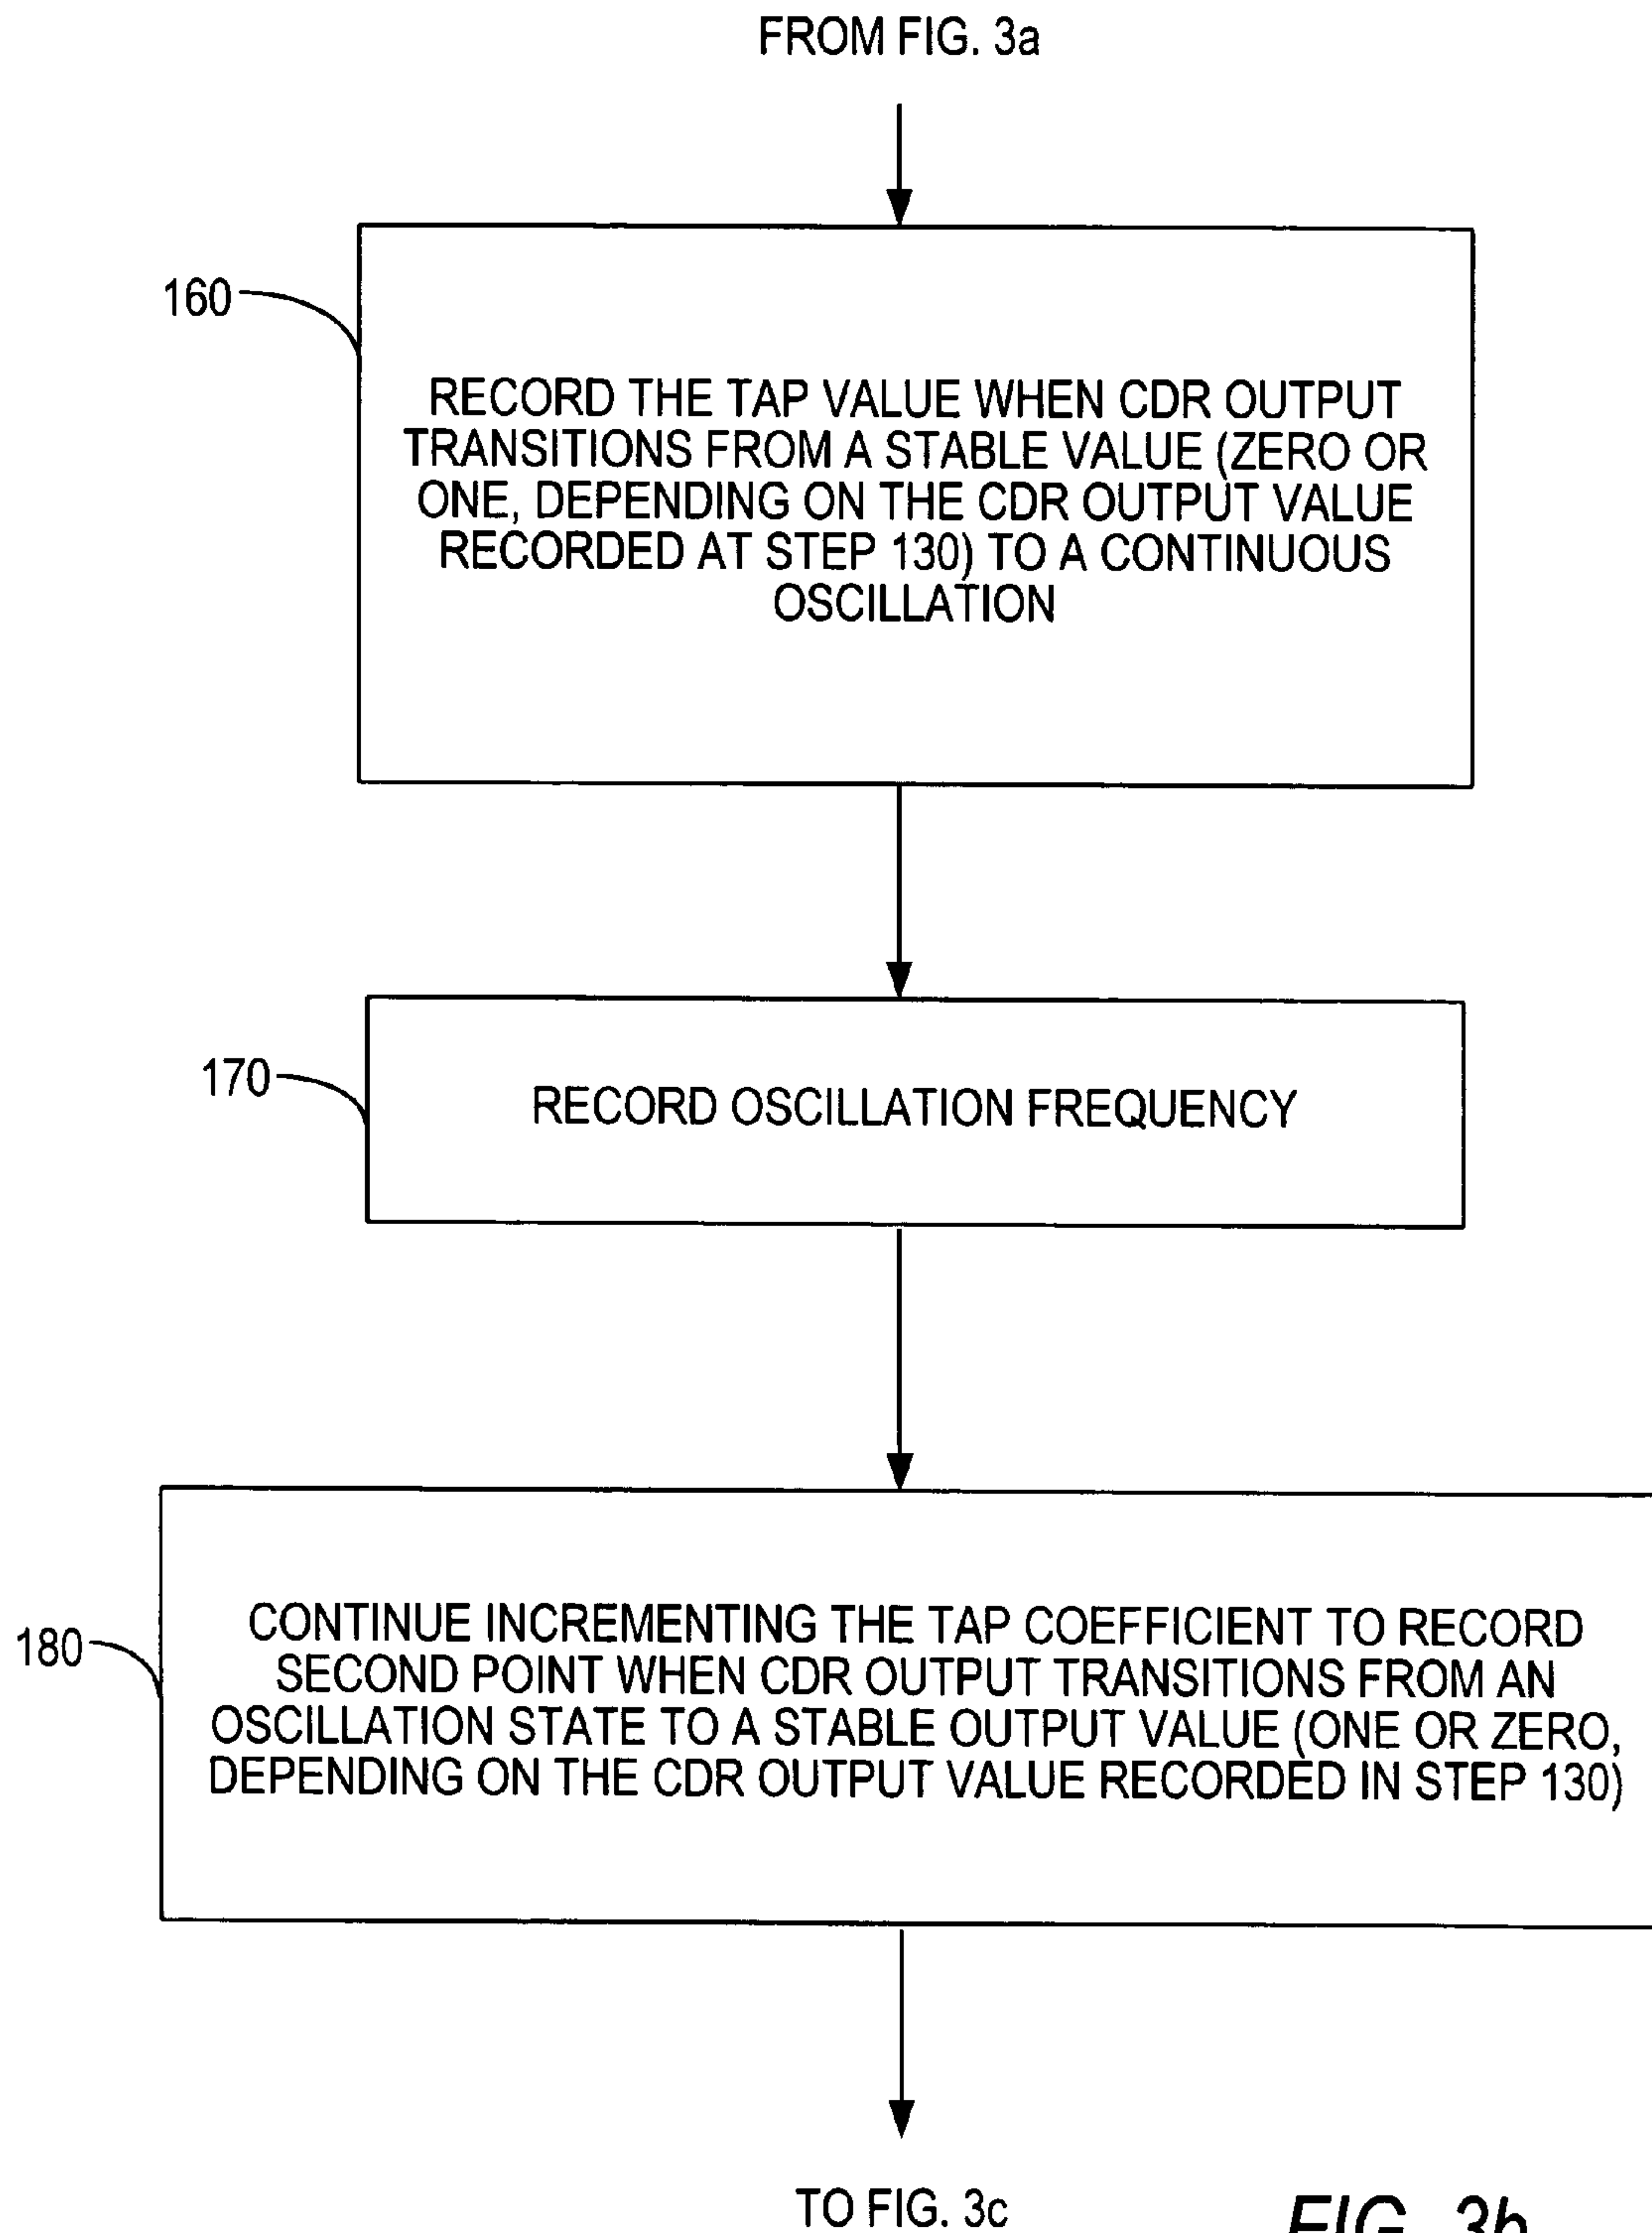 FROM FIG. 3a
160
RECORD THE TAP VALUE WHEN CDR OUTPUT
TRANSITIONS FROM A STABLE VALUE (ZERO OR
ONE, DEPENDING ON THE CDR OUTPUT VALUE
RECORDED AT STEP 130) TO A CONTINUOUS
OSCILLATION
170
RECORD OSCILLATION FREQUENCY
180
CONTINUE INCREMENTING THE TAP COEFFICIENT TO RECORD
SECOND POINT WHEN CDR OUTPUT TRANSITIONS FROM AN
OSCILLATION STATE TO A STABLE OUTPUT VALUE (ONE OR ZERO,
DEPENDING ON THE CDR OUTPUT VALUE RECORDED IN STEP 130)
TO FIG. 3c
FIG. 3b